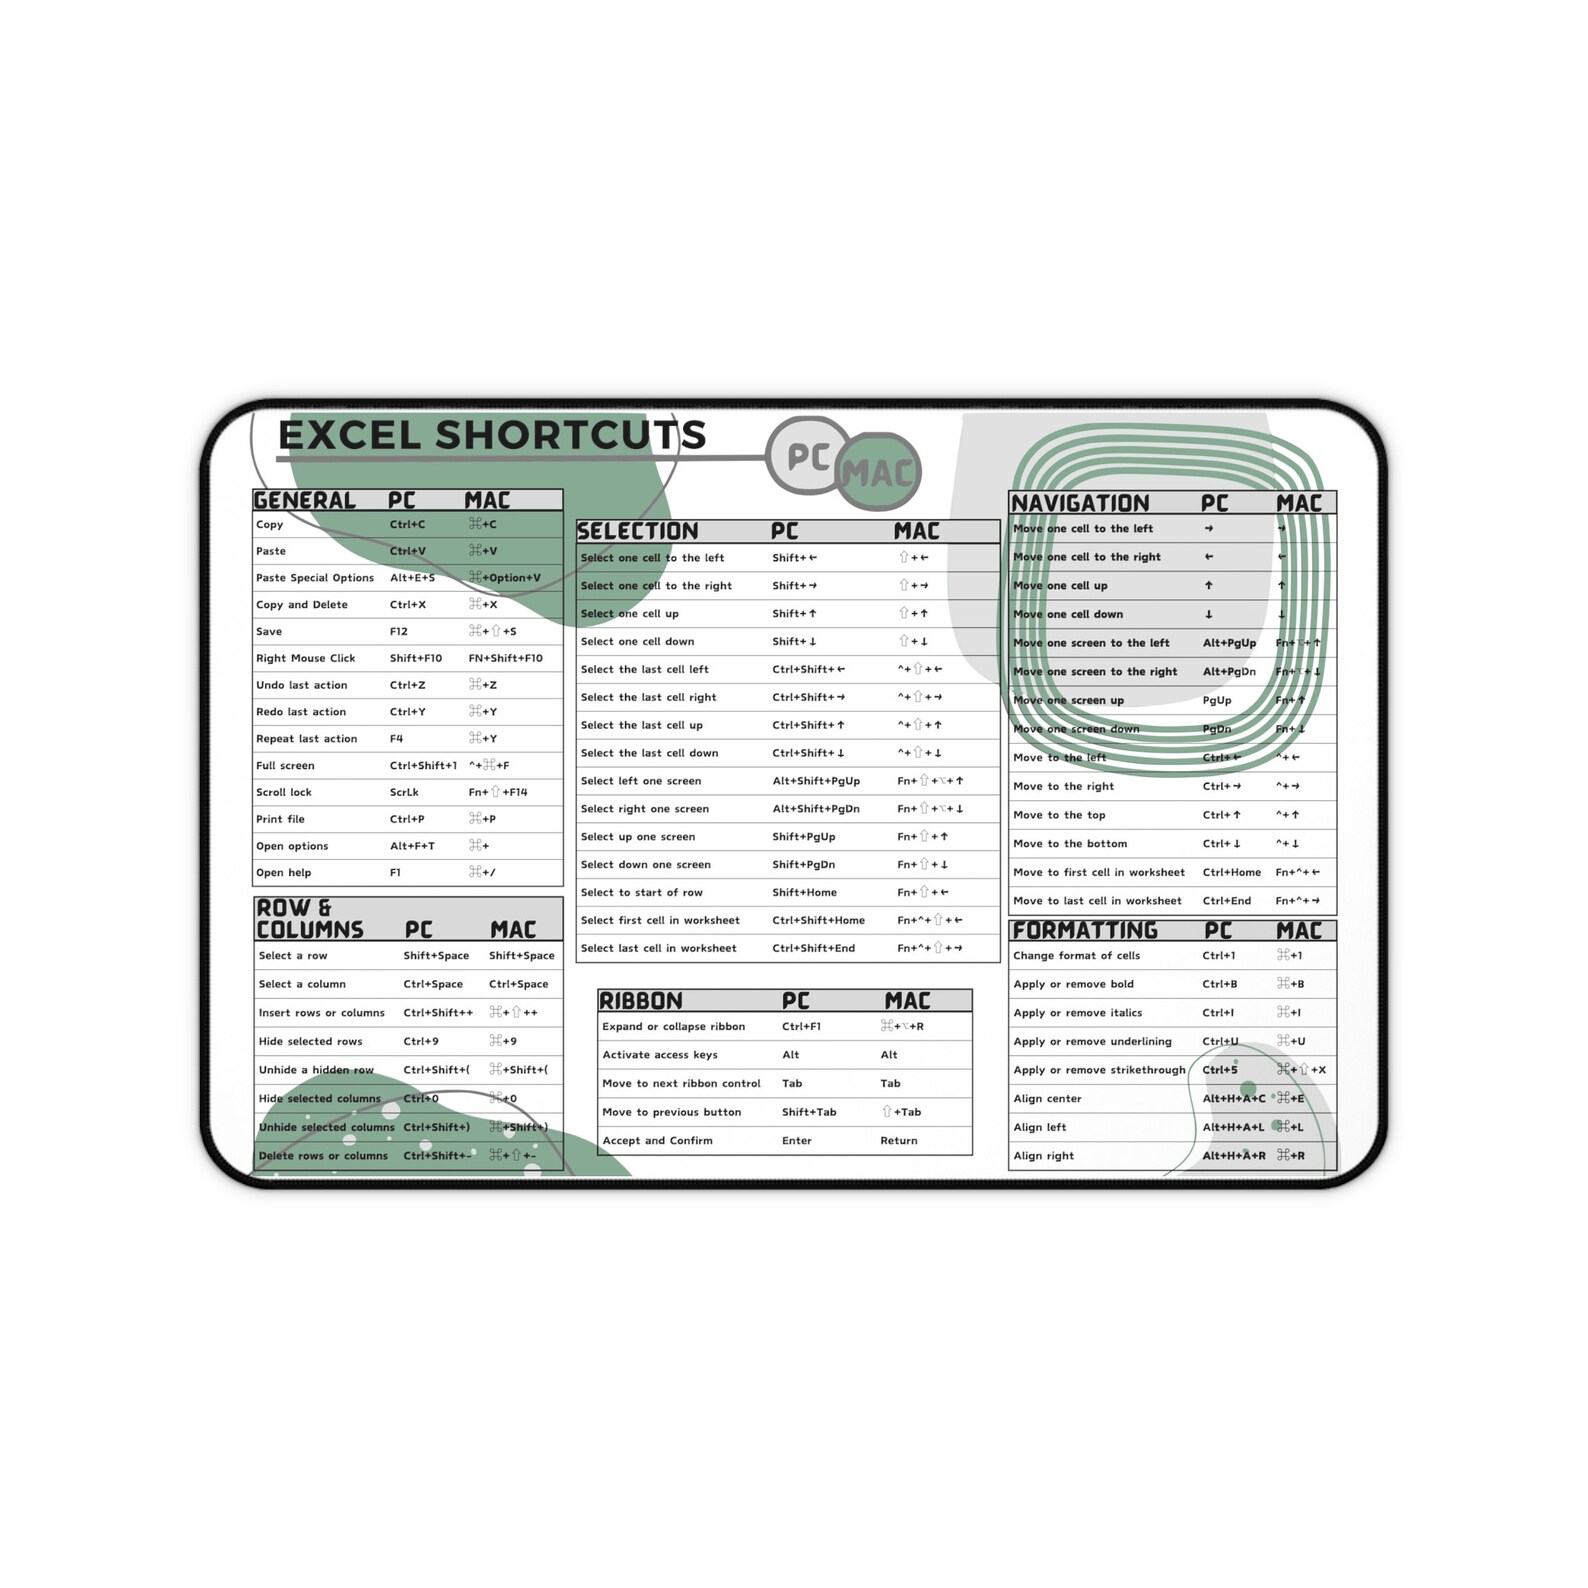 EXCEL SHORTCUTS
PC
MAC
GENERAL PC MAC
Copy Ctrl+C ⌘+C
Paste Ctrl+V ⌘+V
Paste Special Options Alt+E+S ⌘+Option+V
Copy and Delete Ctrl+X ⌘+X
Save F12 ⌘+⇧+S
Right Mouse Click Shift+F10 FN+Shift+F10
Undo last action Ctrl+Z ⌘+Z
Redo last action Ctrl+Y ⌘+Y
Repeat last action F4 ⌘+Y
Full screen Ctrl+Shift+1 ^+⌘+F
Scroll lock ScrLk Fn+⇧+F14
Print file Ctrl+P ⌘+P
Open options Alt+F+T ⌘+
Open help F1 ⌘+/
ROW &
COLUMNS PC MAC
Select a row Shift+Space Shift+Space
Select a column Ctrl+Space Ctrl+Space
Insert rows or columns Ctrl+Shift++ ⌘+⇧++
Hide selected rows Ctrl+9 ⌘+9
Unhide a hidden row Ctrl+Shift+( ⌘+Shift+(
Hide selected columns Ctrl+0 ⌘+0
Unhide selected columns Ctrl+Shift+) ⌘+Shift+)
Delete rows or columns Ctrl+Shift+- ⌘+⇧+-
SELECTION PC MAC
Select one cell to the left Shift+← ⇧+←
Select one cell to the right Shift+→ ⇧+→
Select one cell up Shift+↑ ⇧+↑
Select one cell down Shift+↓ ⇧+↓
Select the last cell left Ctrl+Shift+← ^+⇧+←
Select the last cell right Ctrl+Shift+→ ^+⇧+→
Select the last cell up Ctrl+Shift+↑ ^+⇧+↑
Select the last cell down Ctrl+Shift+↓ ^+⇧+↓
Select left one screen Alt+Shift+PgUp Fn+⇧+⌥+↑
Select right one screen Alt+Shift+PgDn Fn+⇧+⌥+↓
Select up one screen Shift+PgUp Fn+⇧+↑
Select down one screen Shift+PgDn Fn+⇧+↓
Select to start of row Shift+Home Fn+⇧+←
Select first cell in worksheet Ctrl+Shift+Home Fn+^+⇧+←
Select last cell in worksheet Ctrl+Shift+End Fn+^+⇧+→
RIBBON PC MAC
Expand or collapse ribbon Ctrl+F1 ⌘+⌥+R
Activate access keys Alt Alt
Move to next ribbon control Tab Tab
Move to previous button Shift+Tab ⇧+Tab
Accept and Confirm Enter Return
NAVIGATION PC MAC
Move one cell to the left → →
Move one cell to the right ← ←
Move one cell up ↑ ↑
Move one cell down ↓ ↓
Move one screen to the left Alt+PgUp Fn+⌥+↑
Move one screen to the right Alt+PgDn Fn+⌥+↓
Move one screen up PgUp Fn+↑
Move one screen down PgDn Fn+↓
Move to the left Ctrl+← ^+←
Move to the right Ctrl+→ ^+→
Move to the top Ctrl+↑ ^+↑
Move to the bottom Ctrl+↓ ^+↓
Move to first cell in worksheet Ctrl+Home Fn+^+←
Move to last cell in worksheet Ctrl+End Fn+^+→
FORMATTING PC MAC
Change format of cells Ctrl+1 ⌘+1
Apply or remove bold Ctrl+B ⌘+B
Apply or remove italics Ctrl+I ⌘+I
Apply or remove underlining Ctrl+U ⌘+U
Apply or remove strikethrough Ctrl+5 ⌘+⇧+X
Align center Alt+H+A+C ⌘+E
Align left Alt+H+A+L ⌘+L
Align right Alt+H+A+R ⌘+R